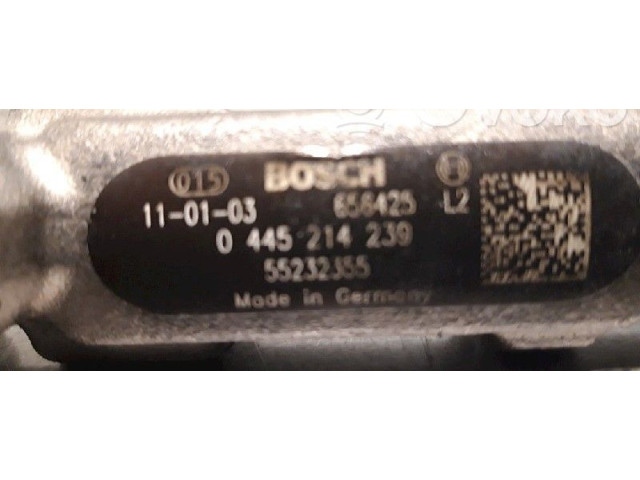 015 BOSCH
11-01-03 656425 L2
0 445 214 239
55232355
Made in Germany